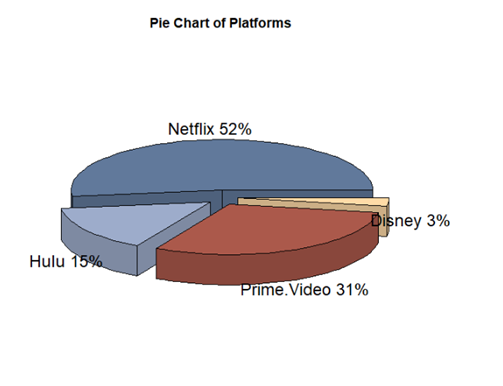 Pie Chart of Platforms
Netflix 52%
Disney 3%
Hulu 15%
Prime.Video 31%